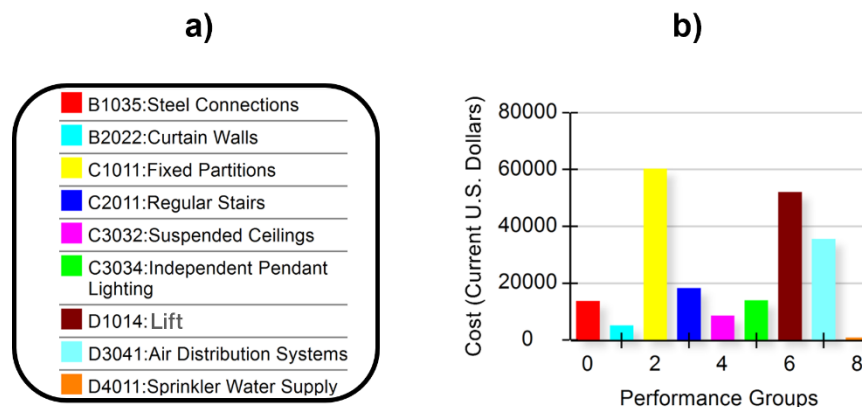 a)
B1035:Steel Connections
B2022:Curtain Walls
C1011:Fixed Partitions
C2011:Regular Stairs
C3032:Suspended Ceilings
C3034:Independent Pendant
Lighting
D1014:Lift
D3041:Air Distribution Systems
D4011:Sprinkler Water Supply
b)
Cost (Current U.S. Dollars)
80000
60000
40000
20000
0
0 2 4 6 8
Performance Groups